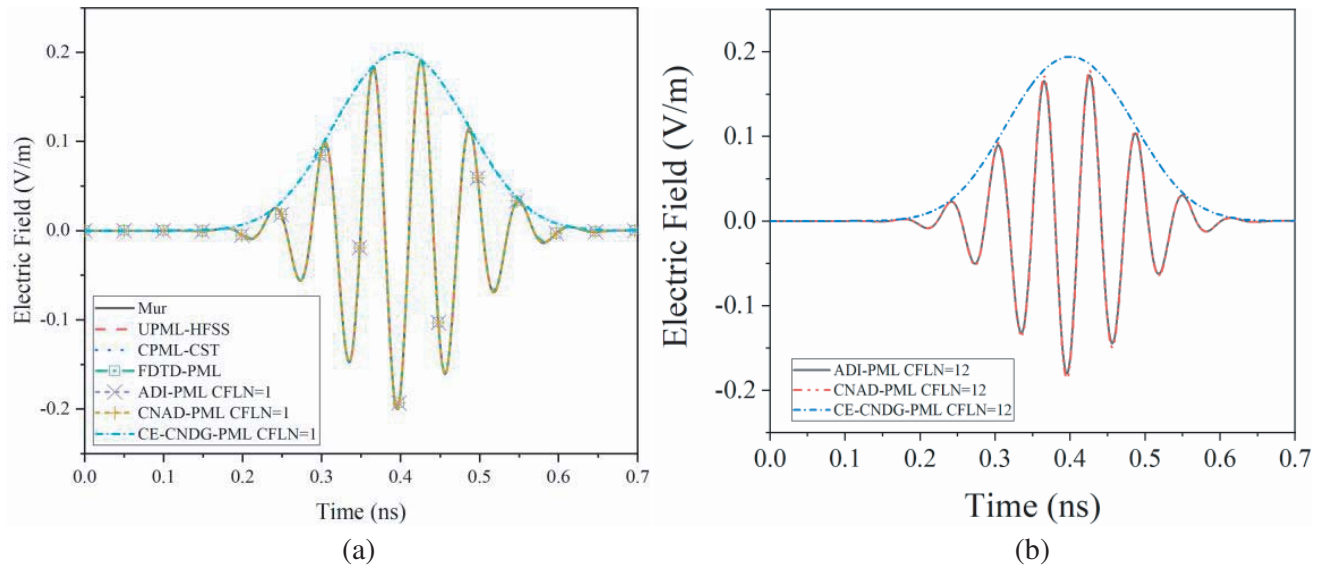 0.2
0.1
0.0
-0.1
-0.2
Electric Field (V/m)
Mur
UPML-HFSS
CPML-CST
FDTD-PML
ADI-PML CFLN=1
CNAD-PML CFLN=1
CE-CNDG-PML CFLN=1
0.0 0.1 0.2 0.3 0.4 0.5 0.6 0.7
Time (ns)
(a)
0.2
0.1
0.0
-0.1
-0.2
Electric Field (V/m)
ADI-PML CFLN=12
CNAD-PML CFLN=12
CE-CNDG-PML CFLN=12
0.0 0.1 0.2 0.3 0.4 0.5 0.6 0.7
Time (ns)
(b)